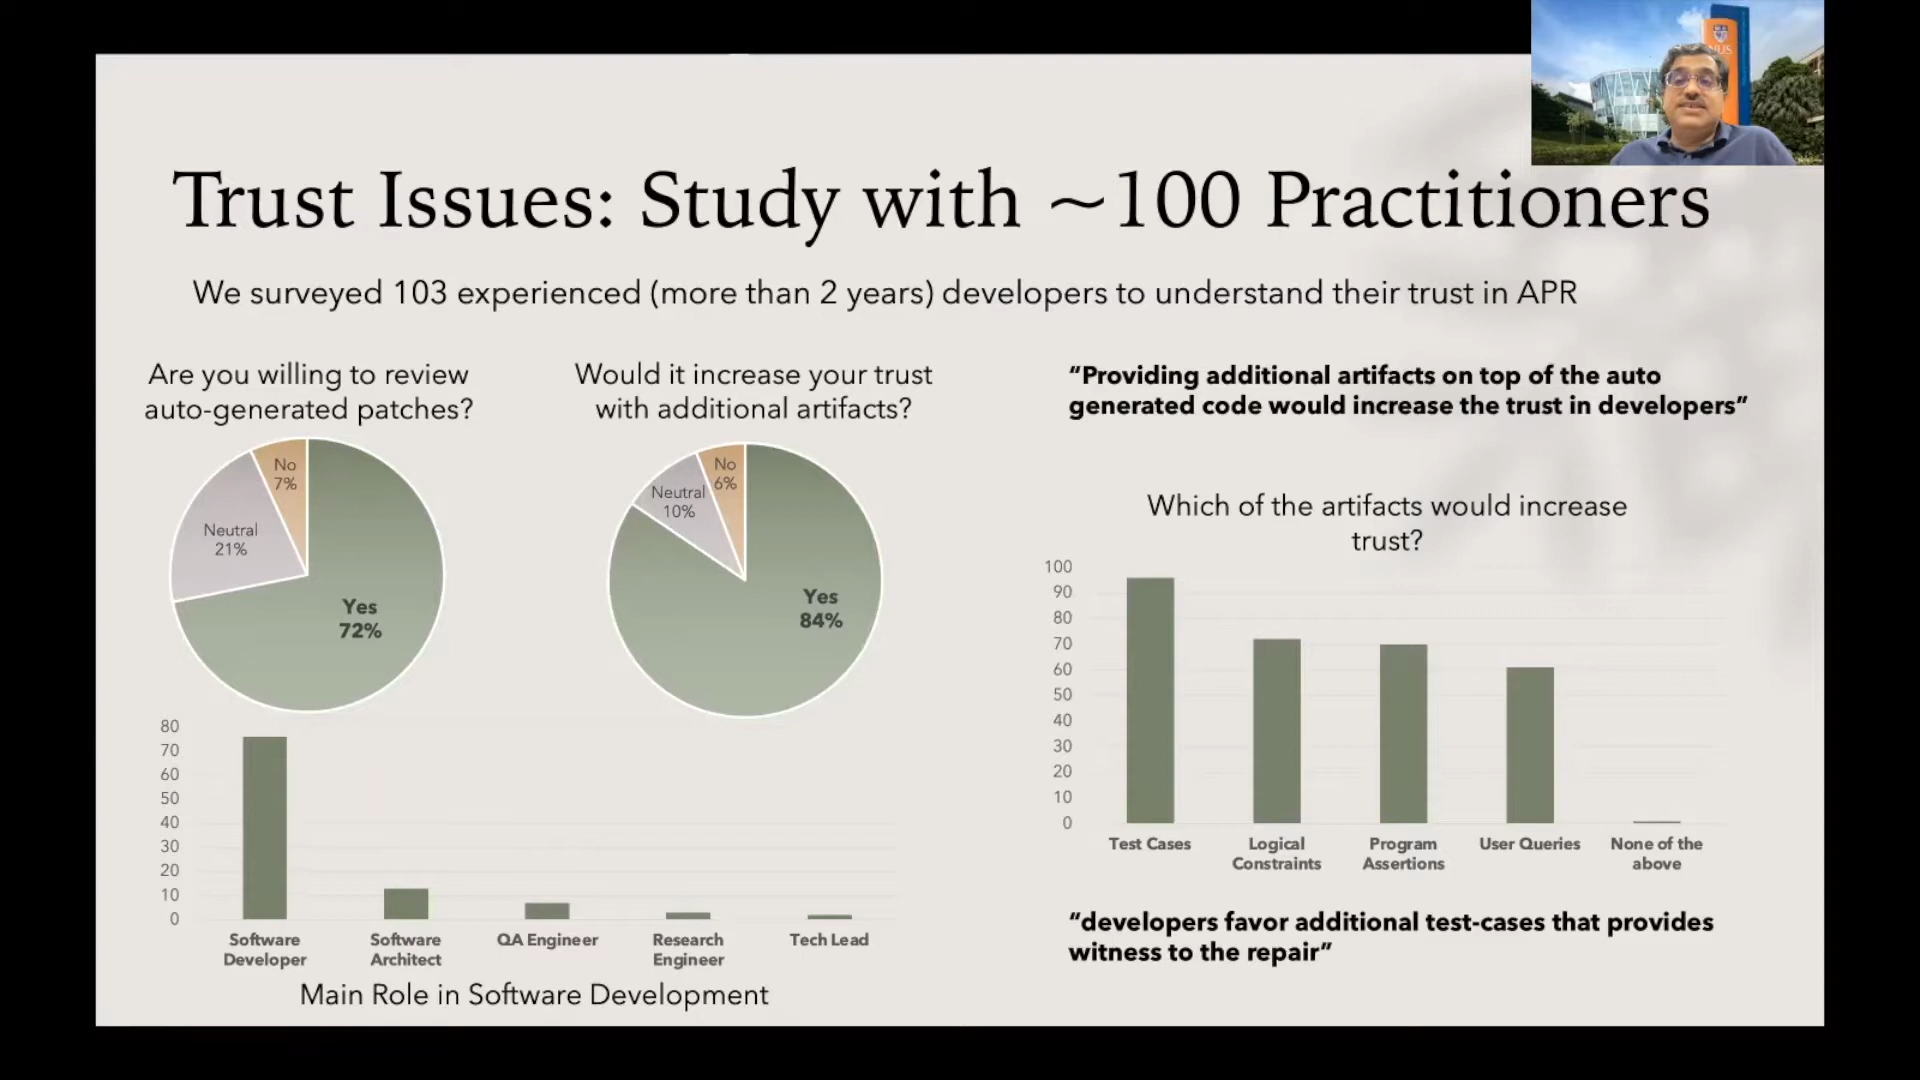 NUS
Trust Issues: Study with ~100 Practitioners
We surveyed 103 experienced (more than 2 years) developers to understand their trust in APR
Are you willing to review
auto-generated patches?
No
7%
Neutral
21%
Yes
72%
Would it increase your trust
with additional artifacts?
No
6%
Neutral
10%
Yes
84%
80
70
60
50
40
30
20
10
0
Software
Developer
Software
Architect
QA Engineer
Research
Engineer
Tech Lead
Main Role in Software Development
“Providing additional artifacts on top of the auto
generated code would increase the trust in developers”
Which of the artifacts would increase
trust?
100
90
80
70
60
50
40
30
20
10
0
Test Cases
Logical
Constraints
Program
Assertions
User Queries
None of the
above
“developers favor additional test-cases that provides
witness to the repair”